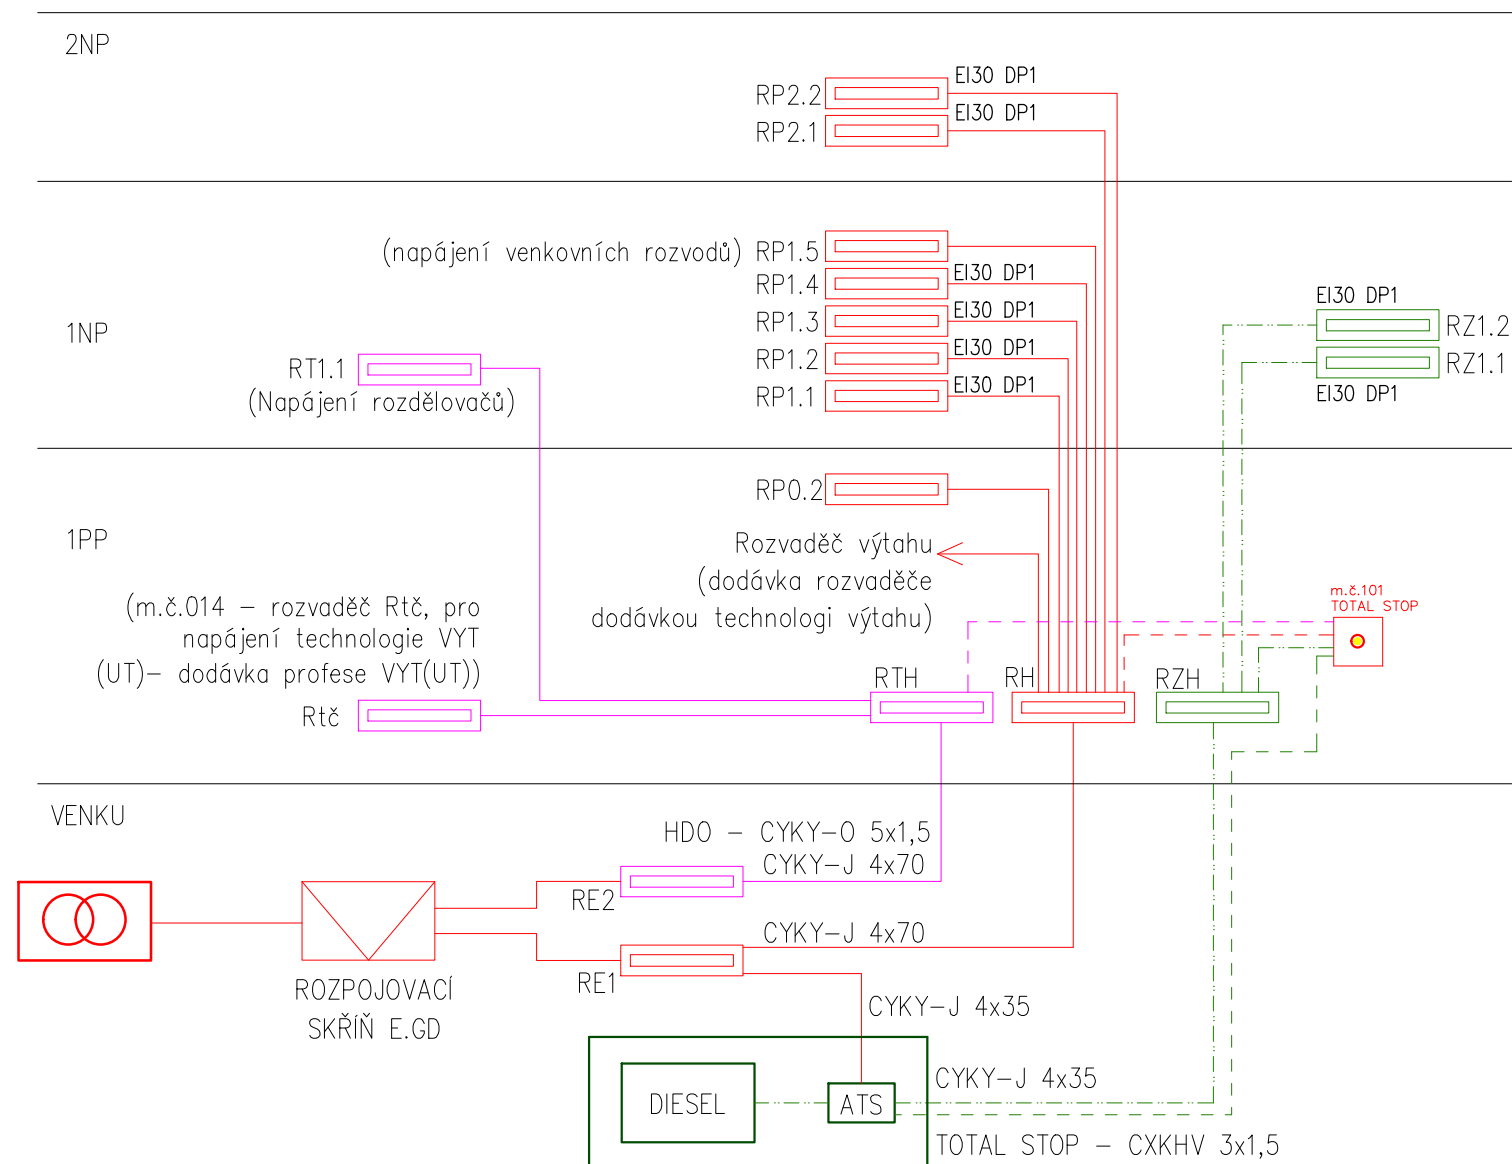 2NP
RP2.2
EI30 DP1
RP2.1
EI30 DP1
1NP
(napájení venkovních rozvodů) RP1.5
RP1.4
EI30 DP1
RP1.3
EI30 DP1
RP1.2
EI30 DP1
RP1.1
EI30 DP1
RT1.1
(Napájení rozdělovačů)
EI30 DP1
RZ1.2
RZ1.1
EI30 DP1
1PP
RP0.2
Rozvaděč výtahu
(dodávka rozvaděče
dodávkou technologi výtahu)
(m.č.014 – rozvaděč Rtč, pro
napájení technologie VYT
(UT)– dodávka profese VYT(UT))
Rtč
RTH
RH
RZH
m.č.101
TOTAL STOP
VENKU
HDO – CYKY–O 5x1,5
CYKY–J 4x70
RE2
CYKY–J 4x70
RE1
ROZPOJOVACÍ
SKŘÍŇ E.GD
CYKY–J 4x35
DIESEL
ATS
CYKY–J 4x35
TOTAL STOP – CXKHV 3x1,5